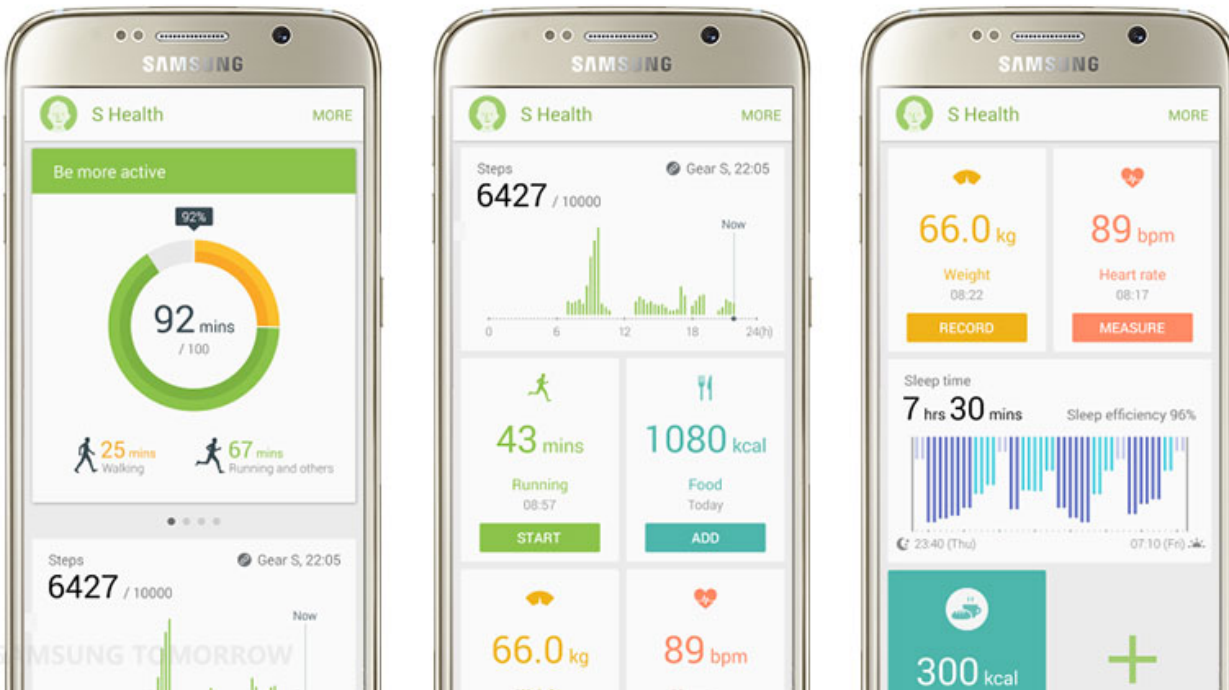 SAMSUNG
S Health
MORE
Be more active
92%
92 mins
/ 100
25 mins
Walking
67 mins
Running and others
Steps
Gear S, 22:05
6427 / 10000
Now
SAMSUNG TOMORROW
SAMSUNG
S Health
MORE
Steps
Gear S, 22:05
6427 / 10000
Now
0 6 12 18 24(h)
43 mins
Running
08:57
START
1080 kcal
Food
Today
ADD
66.0 kg
89 bpm
SAMSUNG
S Health
MORE
66.0 kg
Weight
08:22
RECORD
89 bpm
Heart rate
08:17
MEASURE
Sleep time
7 hrs 30 mins
Sleep efficiency 96%
23:40 (Thu)
07:10 (Fri)
300 kcal